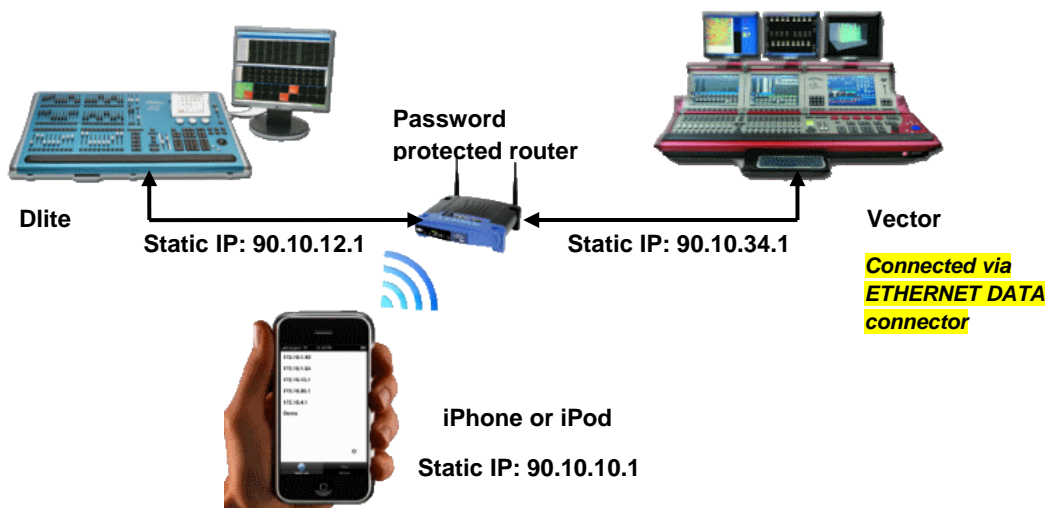 Password
protected router
Dlite
Static IP: 90.10.12.1
Static IP: 90.10.34.1
Vector
Connected via
ETHERNET DATA
connector
Demo
iPhone or iPod
Static IP: 90.10.10.1